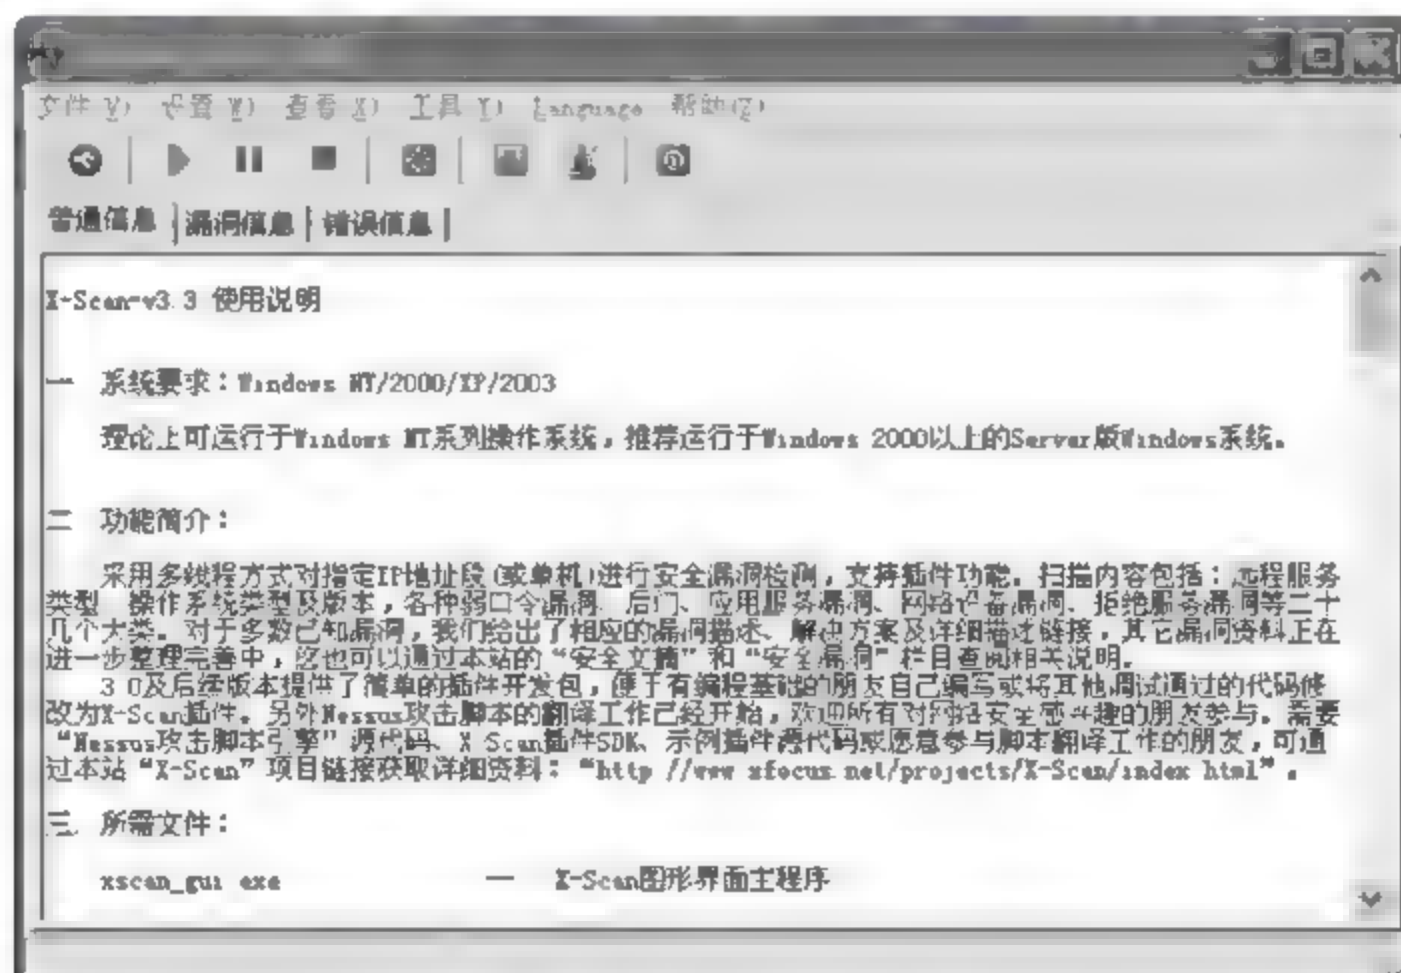 文件(V) 设置(W) 查看(X) 工具(Y) Language 帮助(Z)
普通信息 漏洞信息 错误信息
X-Scan-v3.3 使用说明
一 系统要求：Windows NT/2000/XP/2003
理论上可运行于Windows NT系列操作系统，推荐运行于Windows 2000以上的Server版Windows系统。
二 功能简介：
采用多线程方式对指定IP地址段(或单机)进行安全漏洞检测，支持插件功能。扫描内容包括：远程服务
类型、操作系统类型及版本，各种弱口令漏洞、后门、应用服务漏洞、网络设备漏洞、拒绝服务漏洞等二十
几个大类。对于多数已知漏洞，我们给出了相应的漏洞描述、解决方案及详细描述链接，其它漏洞资料正在
进一步整理完善中，您也可以通过本站的“安全文摘”和“安全漏洞”栏目查阅相关说明。
3.0及后续版本提供了简单的插件开发包，便于有编程基础的朋友自己编写或将其他调试通过的代码修
改为X-Scan插件。另外Nessus攻击脚本的翻译工作已经开始，欢迎所有对网络安全感兴趣的朋友参与。需要
“Nessus攻击脚本引擎”源代码、X-Scan插件SDK、示例插件源代码或愿意参与脚本翻译工作的朋友，可通
过本站“X-Scan”项目链接获取详细资料：“http://www.xfocus.net/projects/X-Scan/index.html”。
三 所需文件：
xscan_gui.exe — X-Scan图形界面主程序